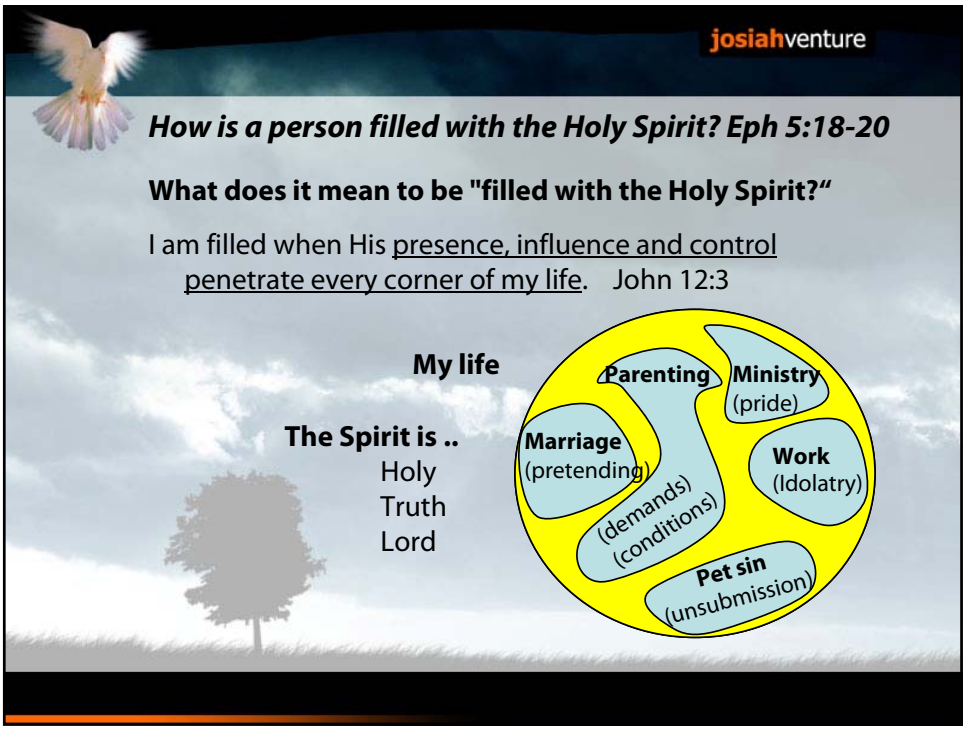 josiahventure
How is a person filled with the Holy Spirit? Eph 5:18-20
What does it mean to be "filled with the Holy Spirit?“
I am filled when His presence, influence and control
penetrate every corner of my life. John 12:3
My life
The Spirit is ..
Holy
Truth
Lord
Parenting
(demands)
(conditions)
Ministry
(pride)
Marriage
(pretending)
Work
(Idolatry)
Pet sin
(unsubmission)